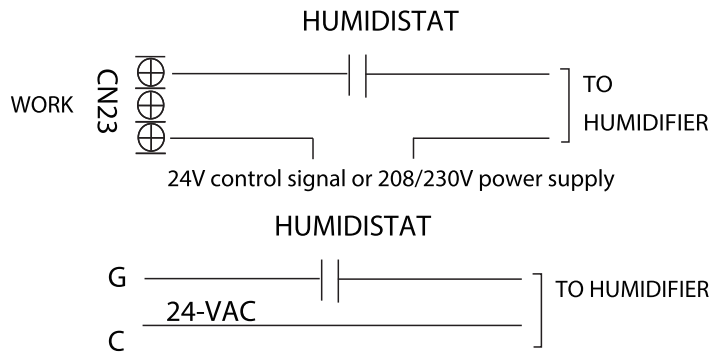 HUMIDISTAT
WORK
CN23
TO
HUMIDIFIER
24V control signal or 208/230V power supply
HUMIDISTAT
G
TO HUMIDIFIER
24-VAC
C